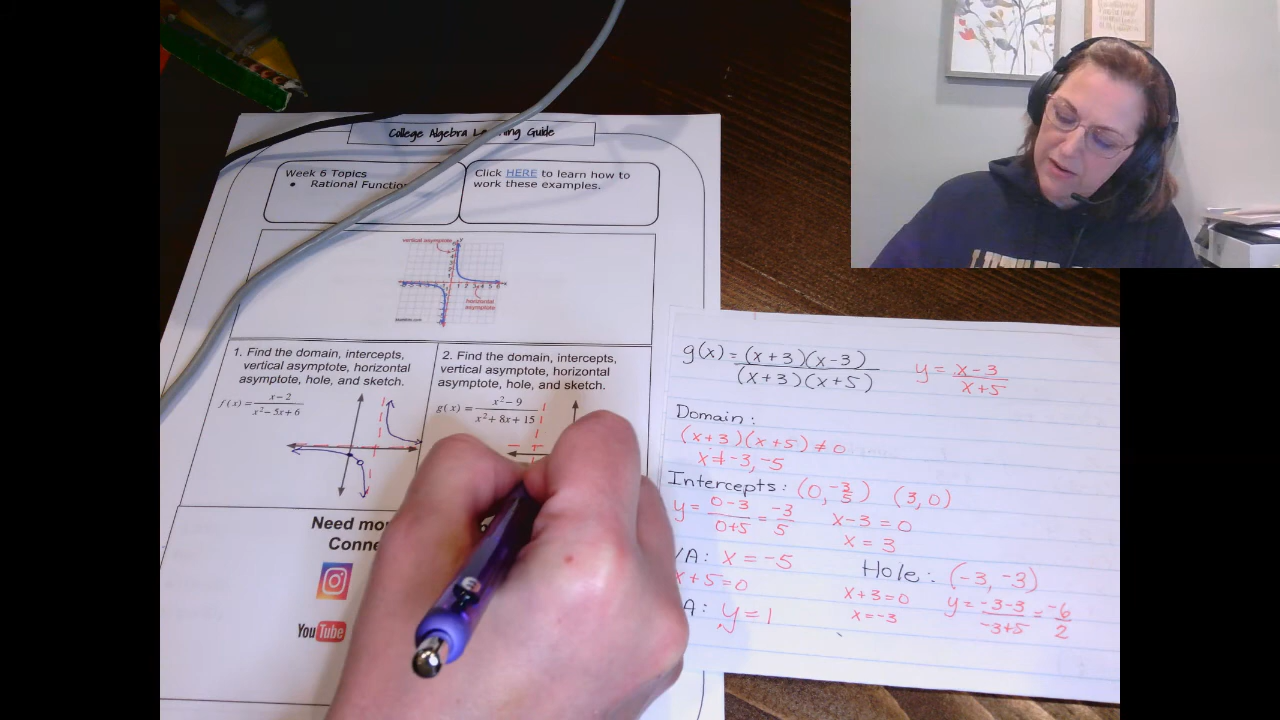 College Algebra Learning Guide
Week 6 Topics
• Rational Functio
Click HERE to learn how to
work these examples.
vertical asymptote
horizontal
asymptote
1. Find the domain, intercepts,
vertical asymptote, horizontal
asymptote, hole, and sketch.
f(x) = x − 2 / x² − 5x + 6
2. Find the domain, intercepts,
vertical asymptote, horizontal
asymptote, hole, and sketch.
g(x) = x² − 9 / x² + 8x + 15
Need mo
Conne
YouTube
g(x) = (x+3)(x-3) / (x+3)(x+5)
y = x-3 / x+5
Domain:
(x+3)(x+5) ≠ 0
x ≠ -3, -5
Intercepts: (0, -3/5) (3, 0)
y = 0-3 / 0+5 = -3/5
x-3 = 0
x = 3
VA: x = -5
x+5 = 0
A: y = 1
Hole: (-3, -3)
x+3 = 0
x = -3
y = -3-3 / -3+5 = -6/2